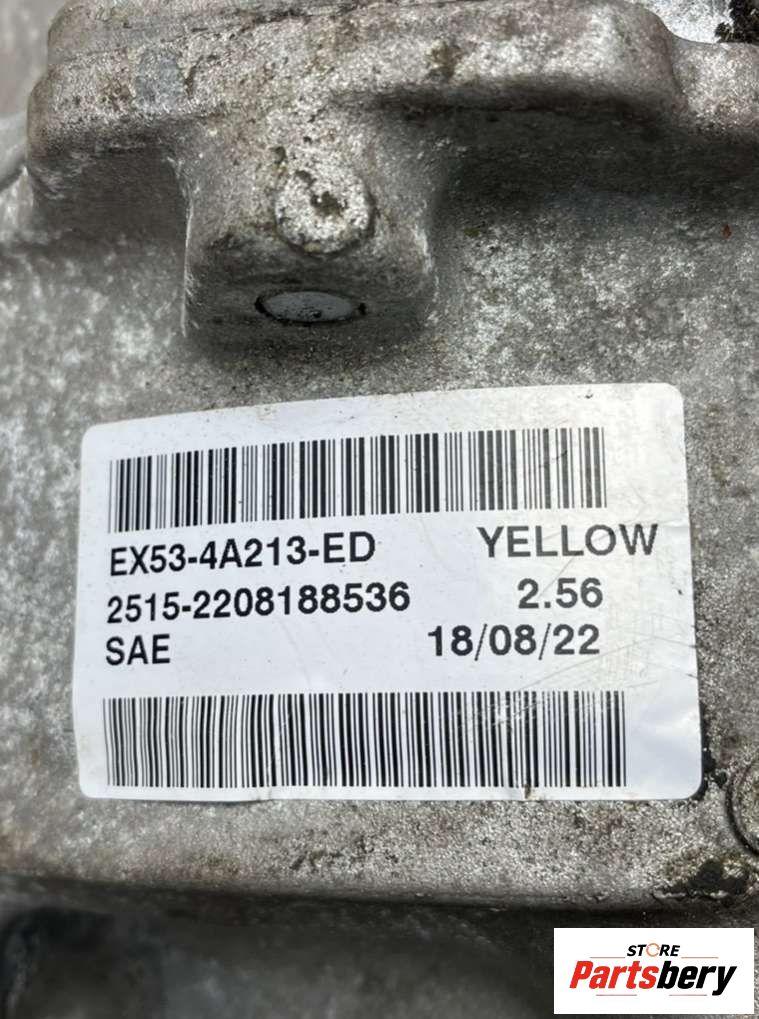 EX53-4A213-ED YELLOW
2515-2208188536 2.56
SAE 18/08/22
STORE
Partsbery